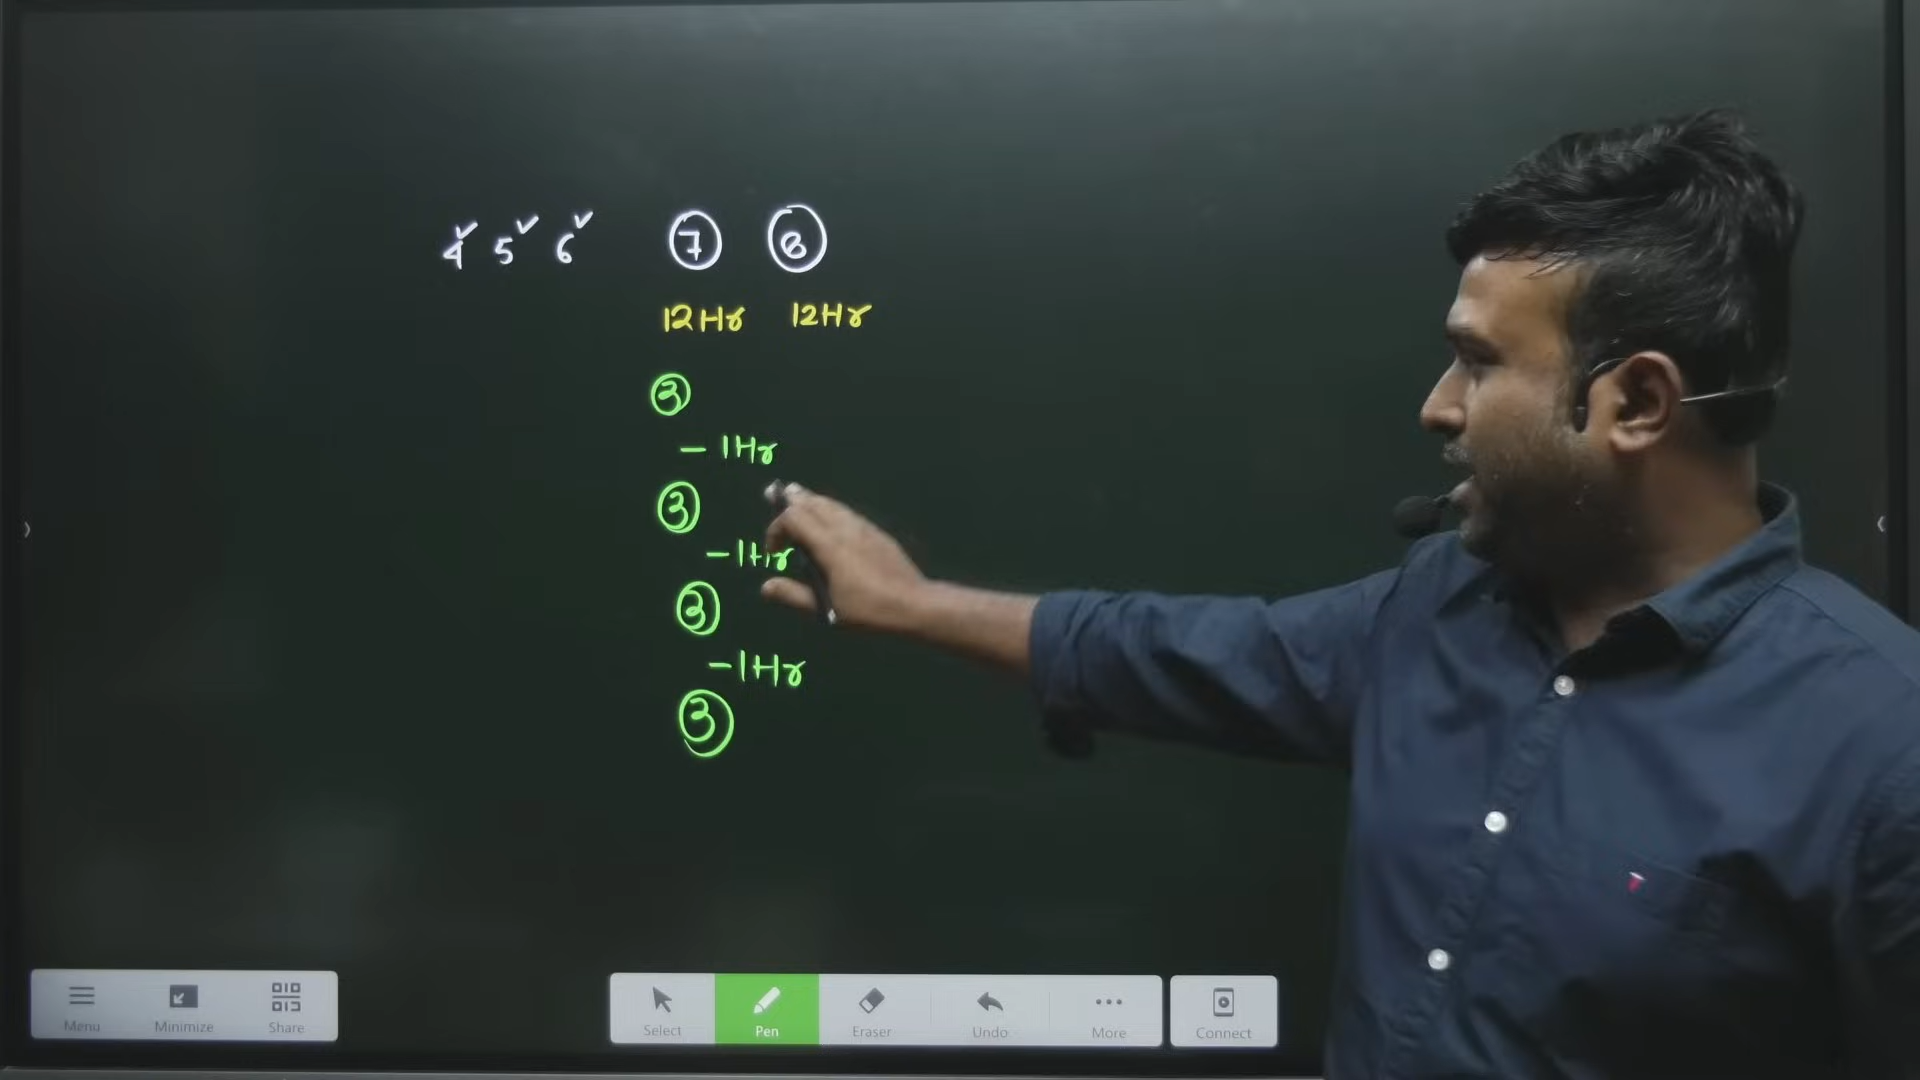 4 5 6 7 8
12Hr 12Hr
3
- 1Hr
3
- 1Hr
3
- 1Hr
3
Menu Minimize Share Select Pen Eraser Undo More Connect